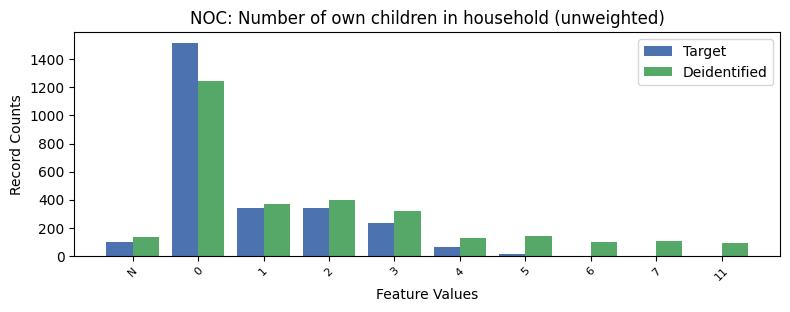 NOC: Number of own children in household (unweighted)
Target
Deidentified
Record Counts
1400
1200
1000
800
600
400
200
0
N 0 1 2 3 4 5 6 7 11
Feature Values